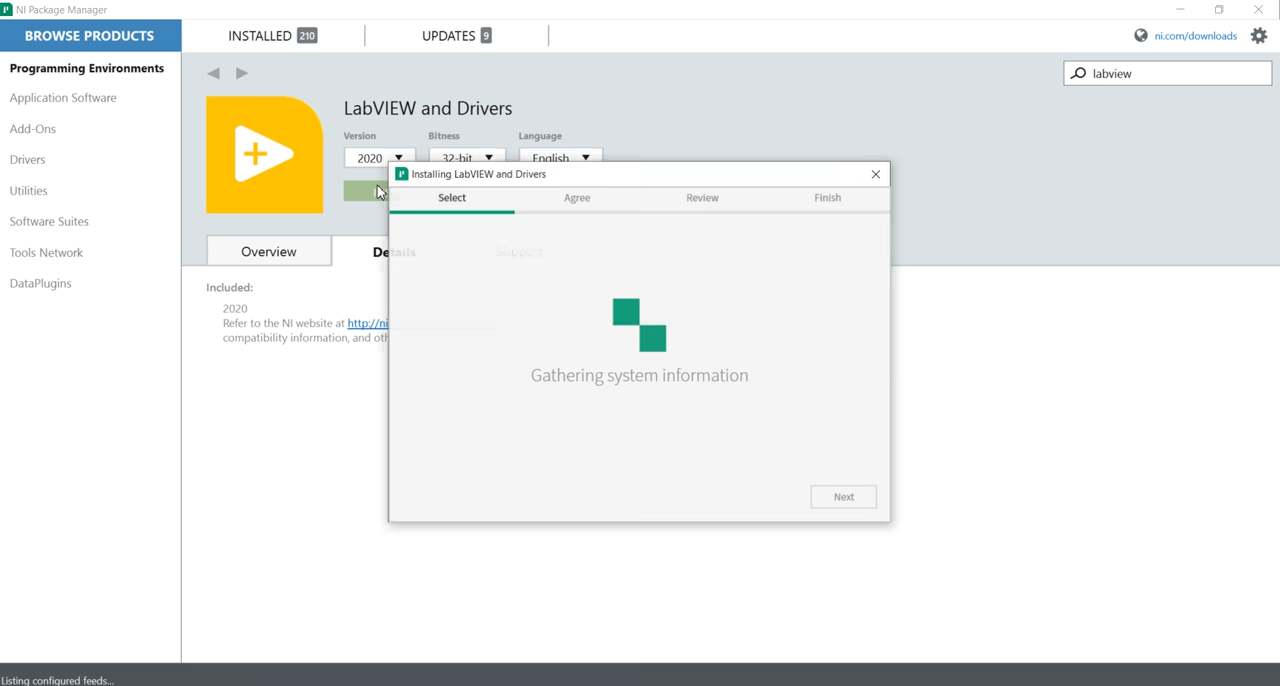 NI Package Manager
BROWSE PRODUCTS
INSTALLED 210
UPDATES 9
ni.com/downloads
Programming Environments
Application Software
Add-Ons
Drivers
Utilities
Software Suites
Tools Network
DataPlugins
labview
LabVIEW and Drivers
Version
Bitness
Language
2020
32-bit
English
Installing LabVIEW and Drivers
Select
Agree
Review
Finish
Overview
Details
Support
Included:
2020
Refer to the NI website at http://ni
compatibility information, and oth
Gathering system information
Next
Listing configured feeds...